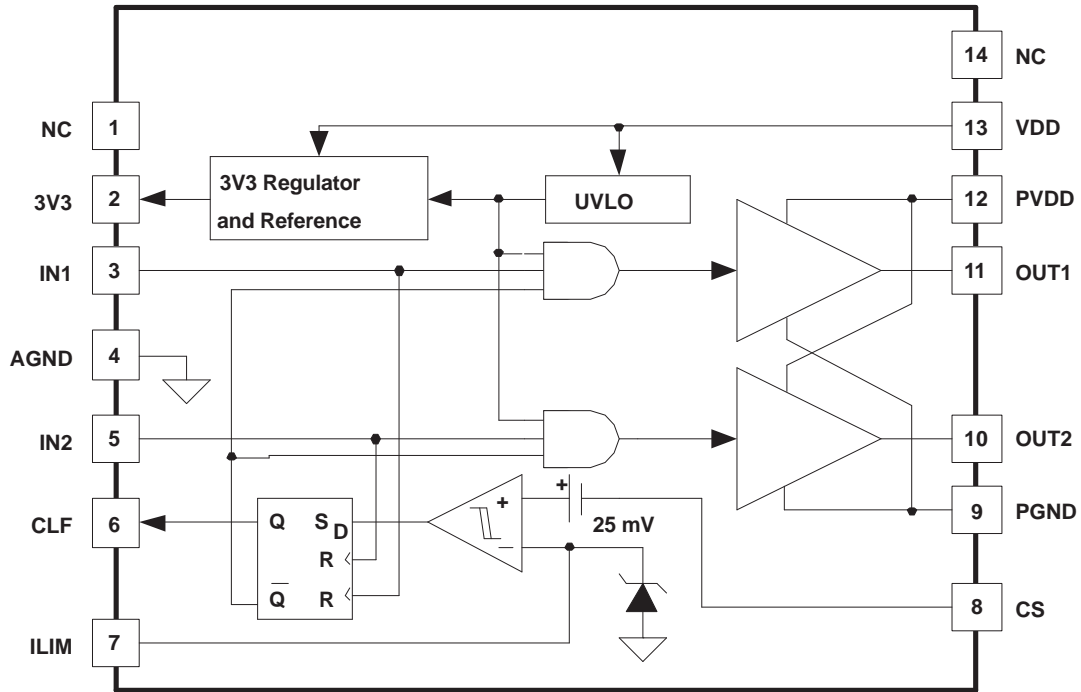 14 NC
NC 1
13 VDD
3V3 Regulator
and Reference
3V3 2
UVLO
12 PVDD
IN1 3
11 OUT1
AGND 4
IN2 5
10 OUT2
+
+
25 mV
−
CLF 6
Q S D
R
Q̅ R
9 PGND
8 CS
ILIM 7